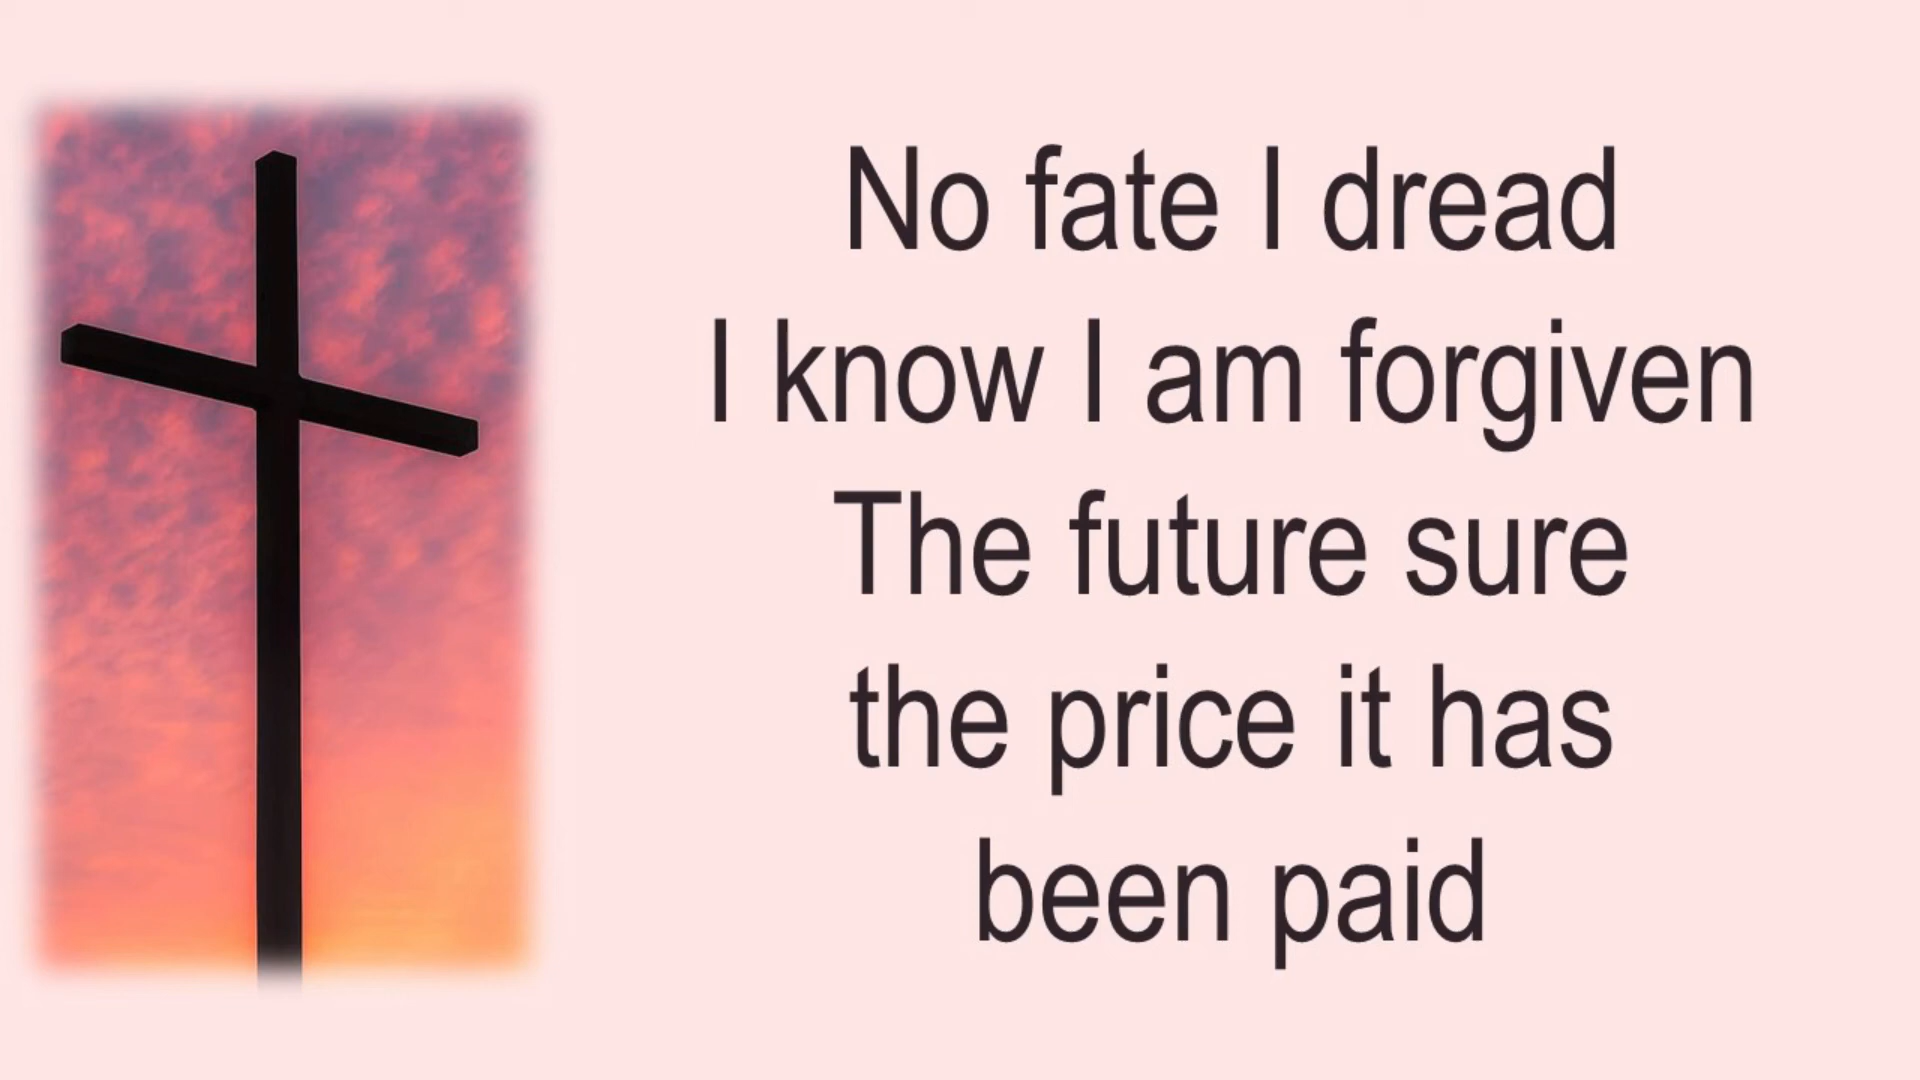 No fate I dread
I know I am forgiven
The future sure
the price it has
been paid